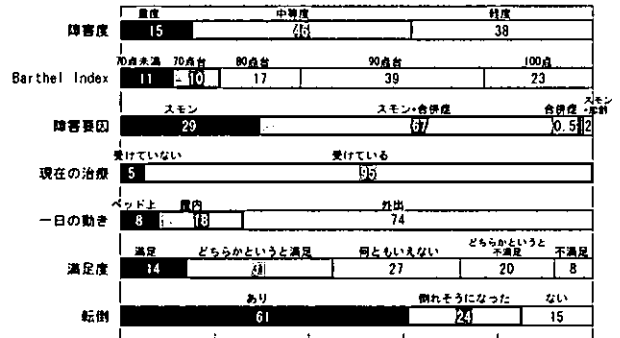 重度 中等度 軽度
障害度 15 46 38
70点未満 70点台 80点台 90点台 100点
Barthel Index 11 10 17 39 23
スモン スモン・合併症 合併症 スモン・加齢
障害要因 29 67 0.5 2
受けていない 受けている
現在の治療 5 95
ベッド上 屋内 外出
一日の動き 8 18 74
満足 どちらかというと満足 何ともいえない どちらかというと不満足 不満足
満足度 14 31 27 20 8
あり 倒れそうになった ない
転倒 61 24 15